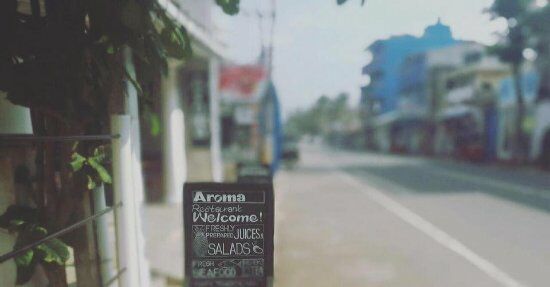 Aroma
Restaurant
Welcome!
FRESHLY
PREPARED JUICES
SALADS
FRESH
SEAFOOD